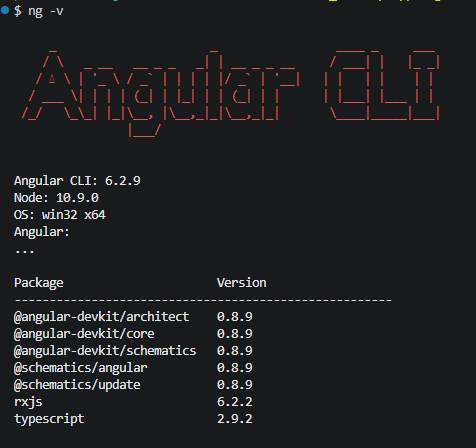 $ ng -v
Angular CLI
Angular CLI: 6.2.9
Node: 10.9.0
OS: win32 x64
Angular:
...
Package Version
------------------------------------------------------
@angular-devkit/architect 0.8.9
@angular-devkit/core 0.8.9
@angular-devkit/schematics 0.8.9
@schematics/angular 0.8.9
@schematics/update 0.8.9
rxjs 6.2.2
typescript 2.9.2